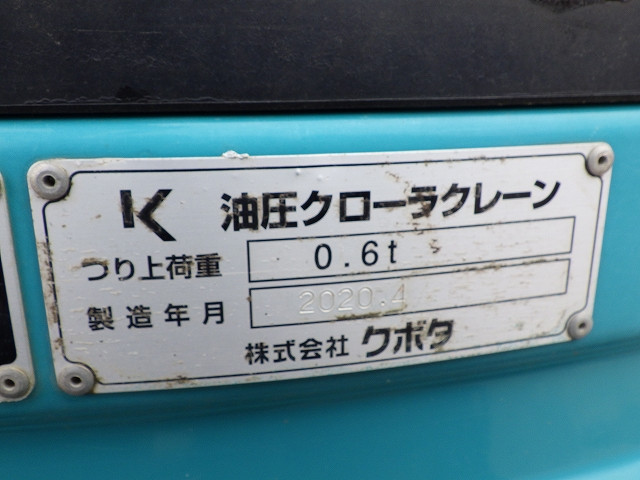 K 油圧クローラクレーン
つり上荷重 0.6t
製造年月 2020.4
株式会社 クボタ